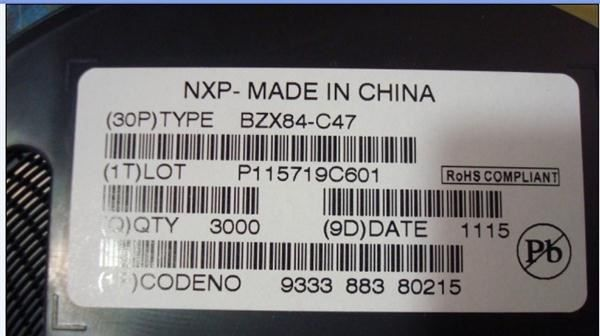 NXP- MADE IN CHINA
(30P)TYPE BZX84-C47
(1T)LOT P115719C601
RoHS COMPLIANT
(Q)QTY 3000 (9D)DATE 1115
Pb
CODENO 9333 883 80215